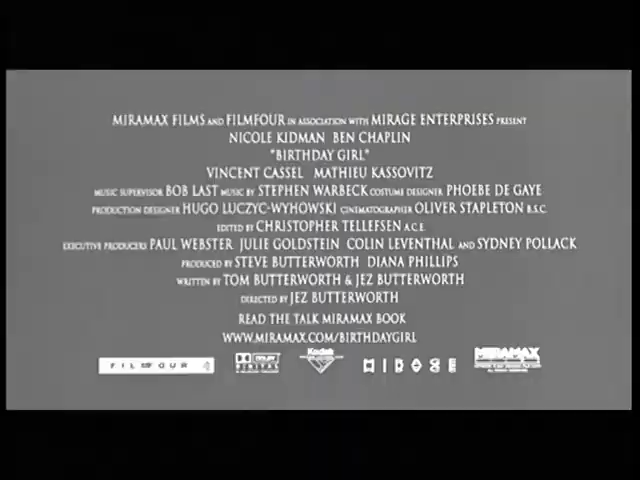 MIRAMAX FILMS AND FILMFOUR IN ASSOCIATION WITH MIRAGE ENTERPRISES PRESENT
NICOLE KIDMAN BEN CHAPLIN
"BIRTHDAY GIRL"
VINCENT CASSEL MATHIEU KASSOVITZ
MUSIC SUPERVISOR BOB LAST MUSIC BY STEPHEN WARBECK COSTUME DESIGNER PHOEBE DE GAYE
PRODUCTION DESIGNER HUGO LUCZYC-WYHOWSKI CINEMATOGRAPHER OLIVER STAPLETON B.S.C.
EDITED BY CHRISTOPHER TELLEFSEN A.C.E.
EXECUTIVE PRODUCERS PAUL WEBSTER JULIE GOLDSTEIN COLIN LEVENTHAL AND SYDNEY POLLACK
PRODUCED BY STEVE BUTTERWORTH DIANA PHILLIPS
WRITTEN BY TOM BUTTERWORTH & JEZ BUTTERWORTH
DIRECTED BY JEZ BUTTERWORTH
READ THE TALK MIRAMAX BOOK
WWW.MIRAMAX.COM/BIRTHDAYGIRL
FILMFOUR DOLBY DIGITAL Kodak MIRAGE MIRAMAX